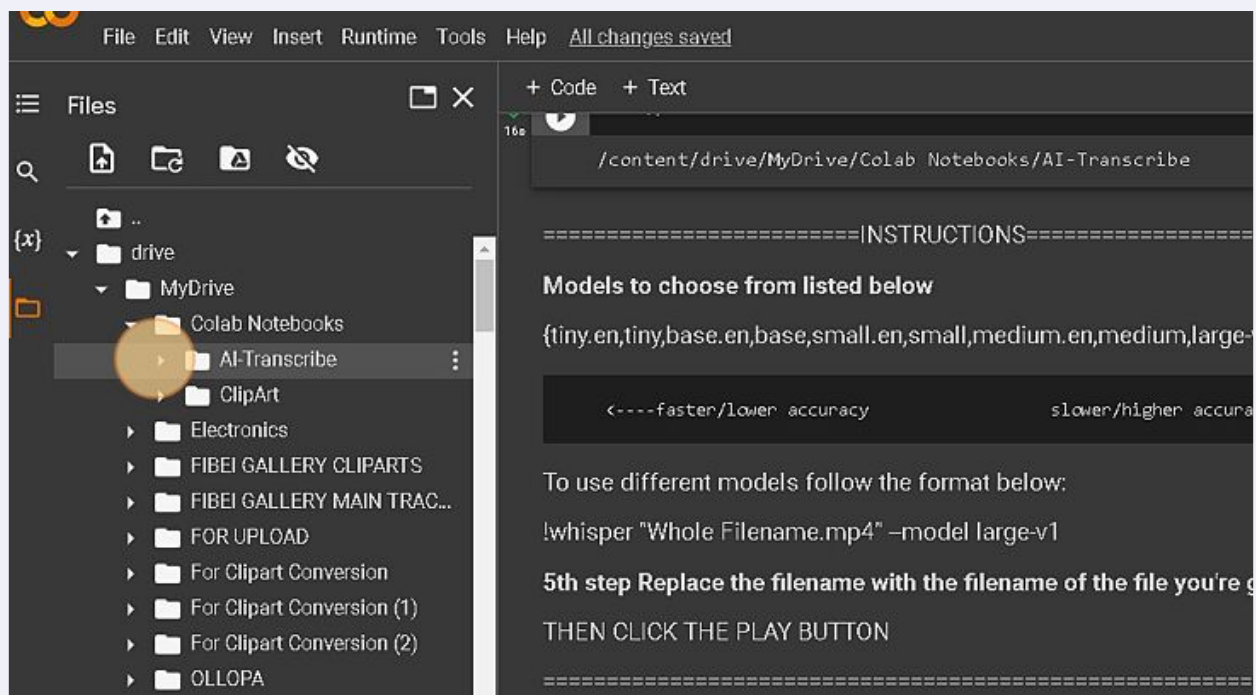 File Edit View Insert Runtime Tools Help All changes saved
Files
+ Code + Text
16s
/content/drive/MyDrive/Colab Notebooks/AI-Transcribe
..
{x}
drive
MyDrive
Colab Notebooks
AI-Transcribe
ClipArt
Electronics
FIBEI GALLERY CLIPARTS
FIBEI GALLERY MAIN TRAC...
FOR UPLOAD
For Clipart Conversion
For Clipart Conversion (1)
For Clipart Conversion (2)
OLLOPA
=========================INSTRUCTIONS==================
Models to choose from listed below
{tiny.en,tiny,base.en,base,small.en,small,medium.en,medium,large-
<----faster/lower accuracy slower/higher accura
To use different models follow the format below:
!whisper "Whole Filename.mp4" –model large-v1
5th step Replace the filename with the filename of the file you're
THEN CLICK THE PLAY BUTTON
========================================================